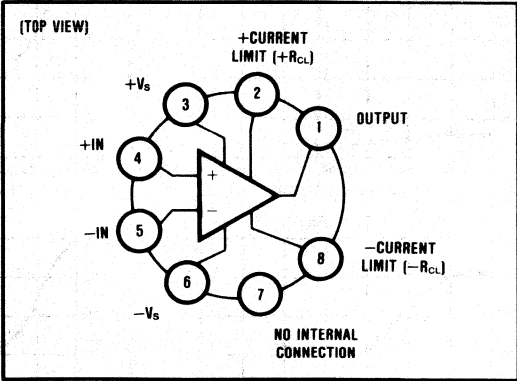 (TOP VIEW)
+CURRENT
LIMIT (+RCL)
+VS
3
2
1
OUTPUT
+IN
4
+
−IN
5
−
−CURRENT
LIMIT (−RCL)
8
6
7
−VS
NO INTERNAL
CONNECTION